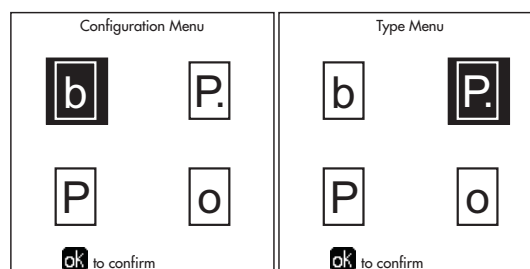 Configuration Menu
b P.
P o
ok to confirm
Type Menu
b P.
P o
ok to confirm